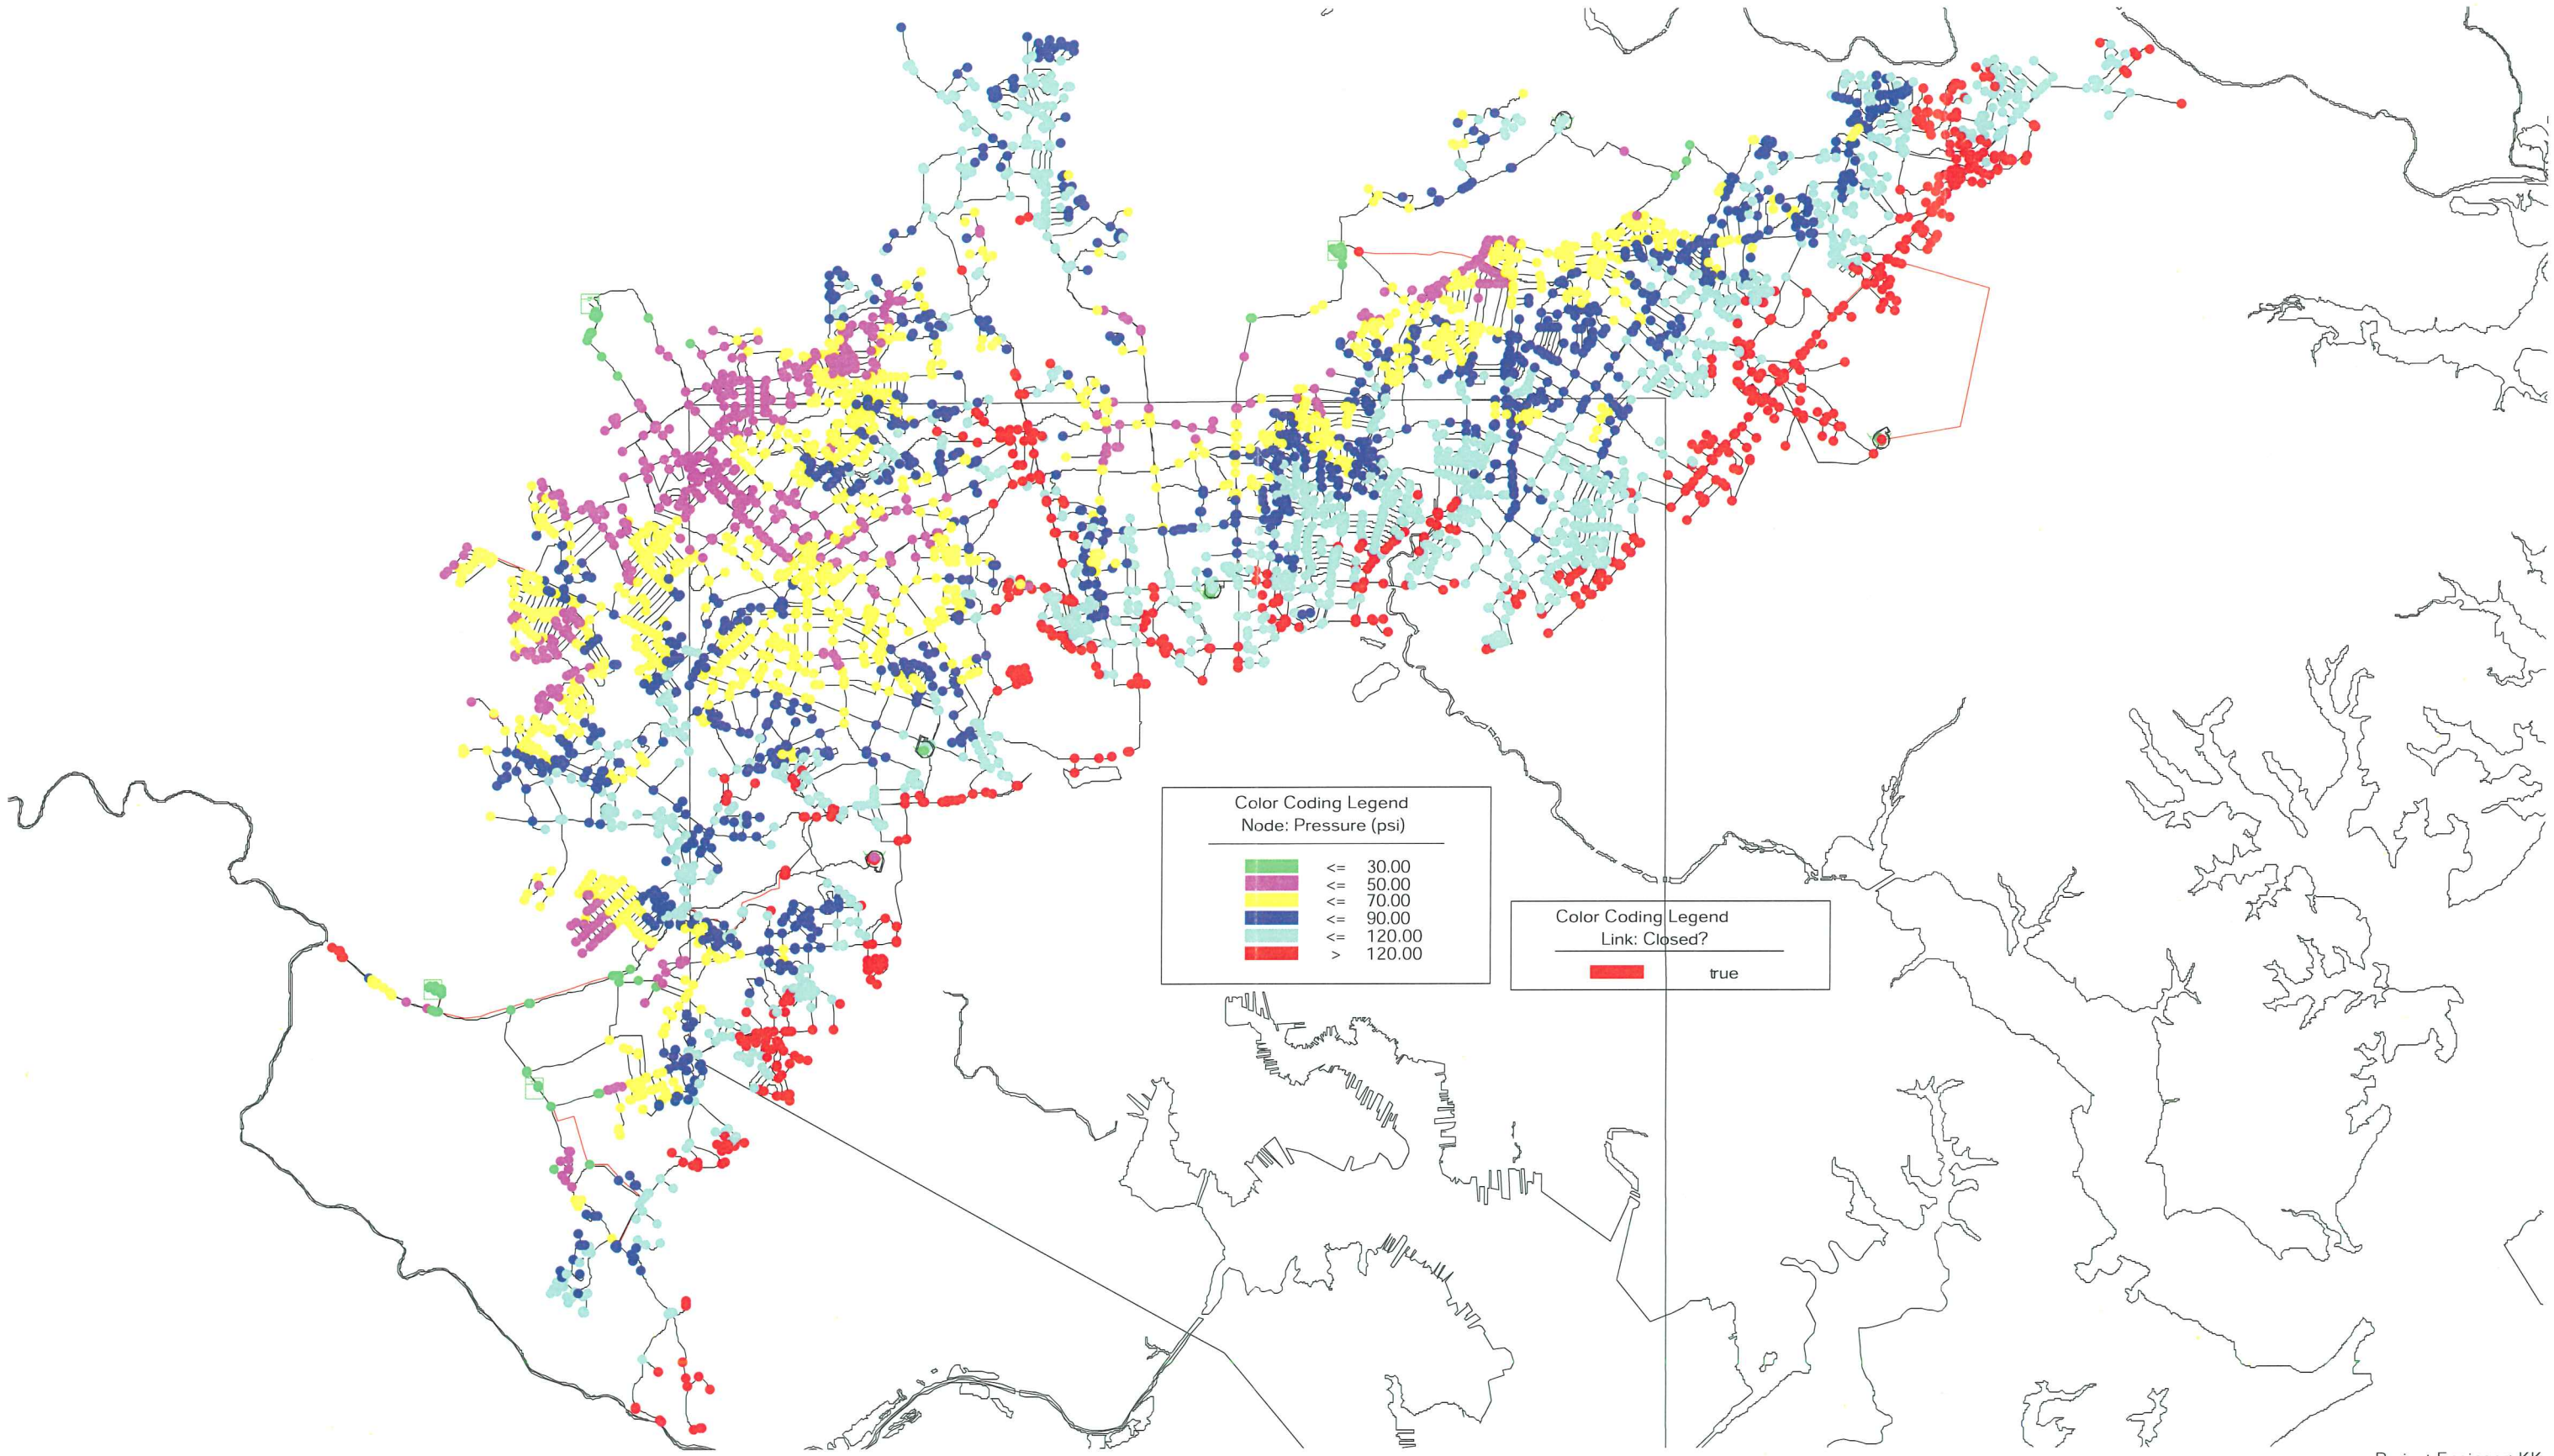 Color Coding Legend
Node: Pressure (psi)
<= 30.00
<= 50.00
<= 70.00
<= 90.00
<= 120.00
> 120.00
Color Coding Legend
Link: Closed?
true